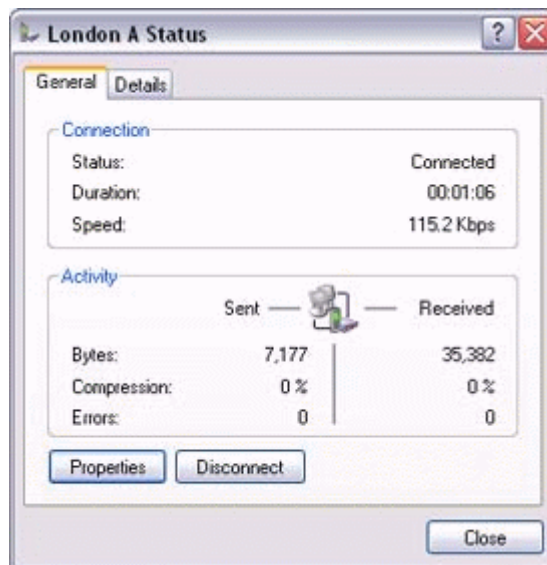 London A Status
General Details
Connection
Status: Connected
Duration: 00:01:06
Speed: 115.2 Kbps
Activity
Sent Received
Bytes: 7,177 35,382
Compression: 0 % 0 %
Errors: 0 0
Properties Disconnect
Close